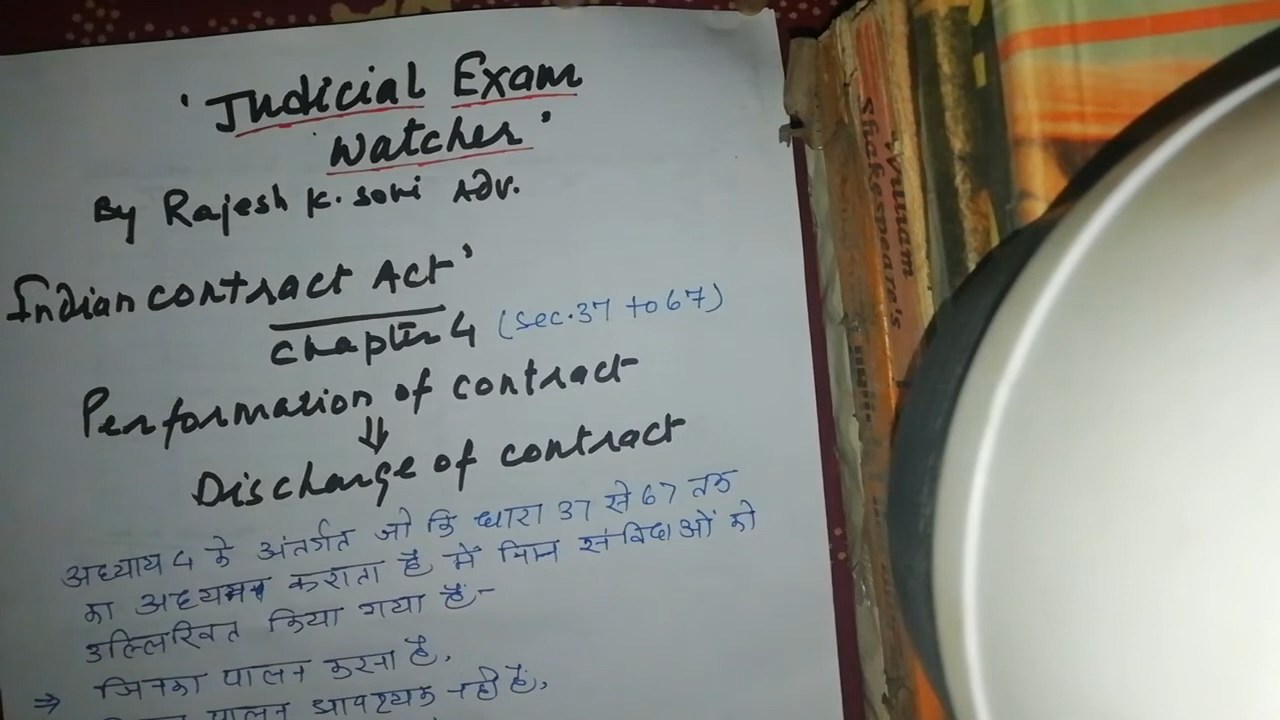 'Judicial Exam
Watcher'
By Rajesh K. Soni Adv.
Indian contract Act'
Chapter 4 (Sec. 37 to 67)
Performation of contract
⇓
Discharge of contract
अध्याय 4 के अंतर्गत जो कि धारा 37 से 67 तक
का अध्ययन कराता है, में निम्न संविदाओं को
उल्लिखित किया गया है:-
⇒ जिनका पालन करना है,
पालन आवश्यक नहीं है,
William
Shakespeare's